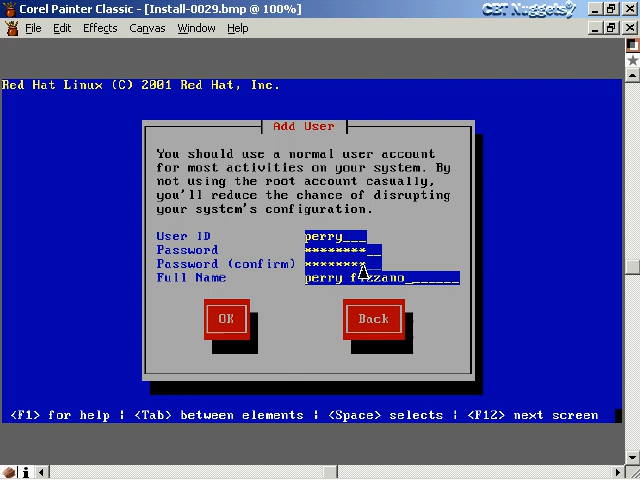 Corel Painter Classic - [Install-0029.bmp @ 100%]
CBT Nuggets
File Edit Effects Canvas Window Help
Red Hat Linux (C) 2001 Red Hat, Inc.
Add User
You should use a normal user account
for most activities on your system. By
not using the root account casually,
you'll reduce the chance of disrupting
your system's configuration.
User ID perry___
Password ********__
Password (confirm) ********__
Full Name perry
OK Back
<F1> for help | <Tab> between elements | <Space> selects | <F12> next screen